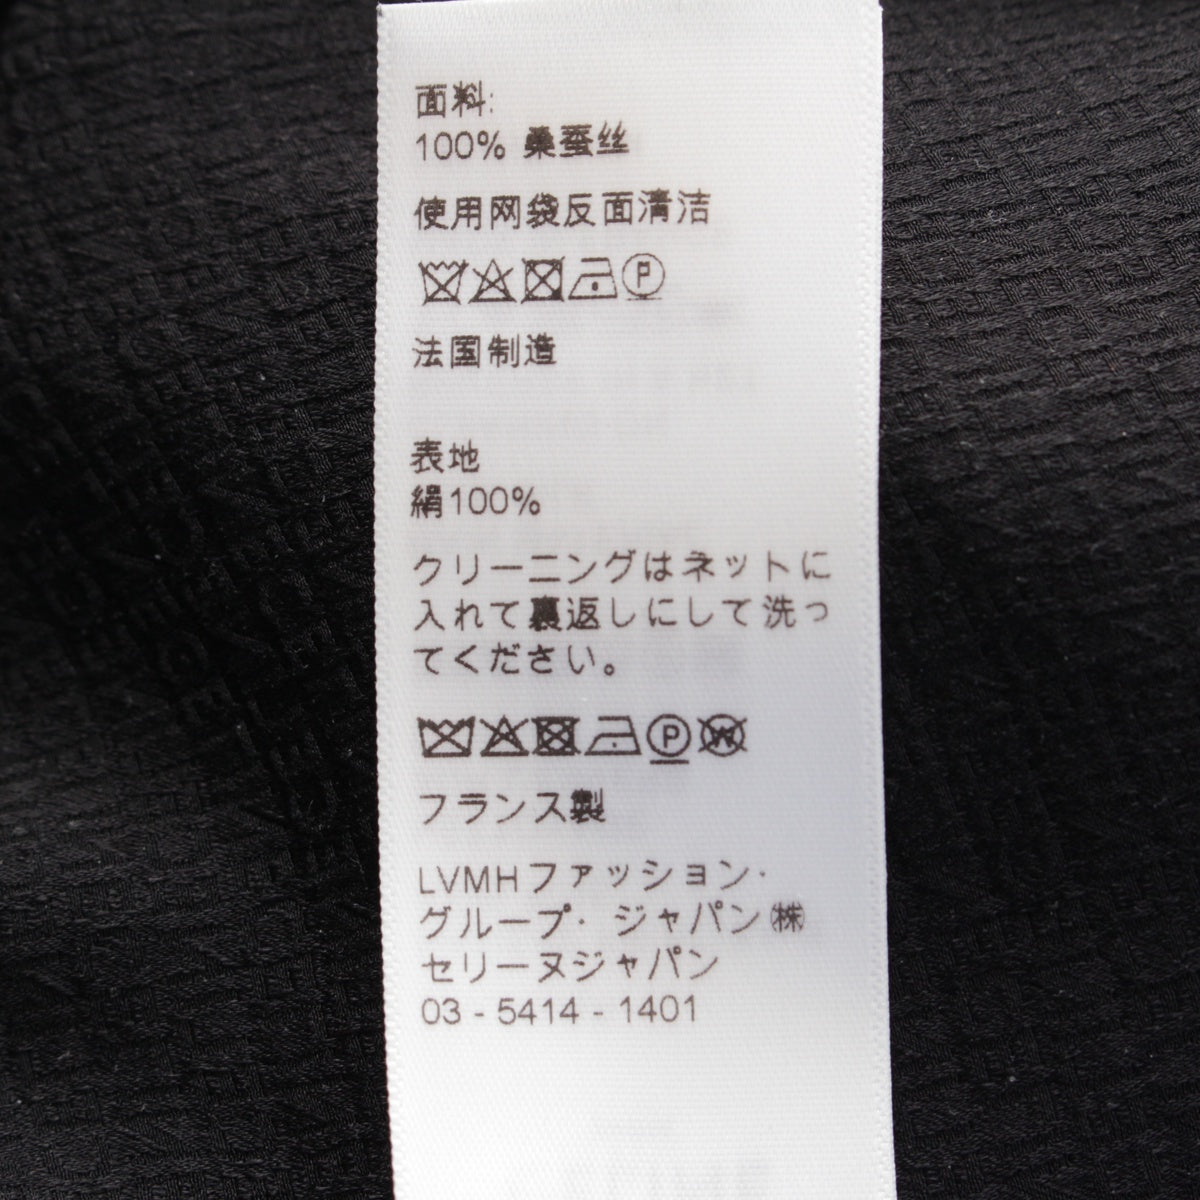 面料:
100% 桑蚕丝
使用网袋反面清洁
P
法国制造
表地
絹100%
クリーニングはネットに
入れて裏返しにして洗っ
てください。
P W
フランス製
LVMHファッション·
グループ· ジャパン㈱
セリーヌジャパン
03 - 5414 - 1401